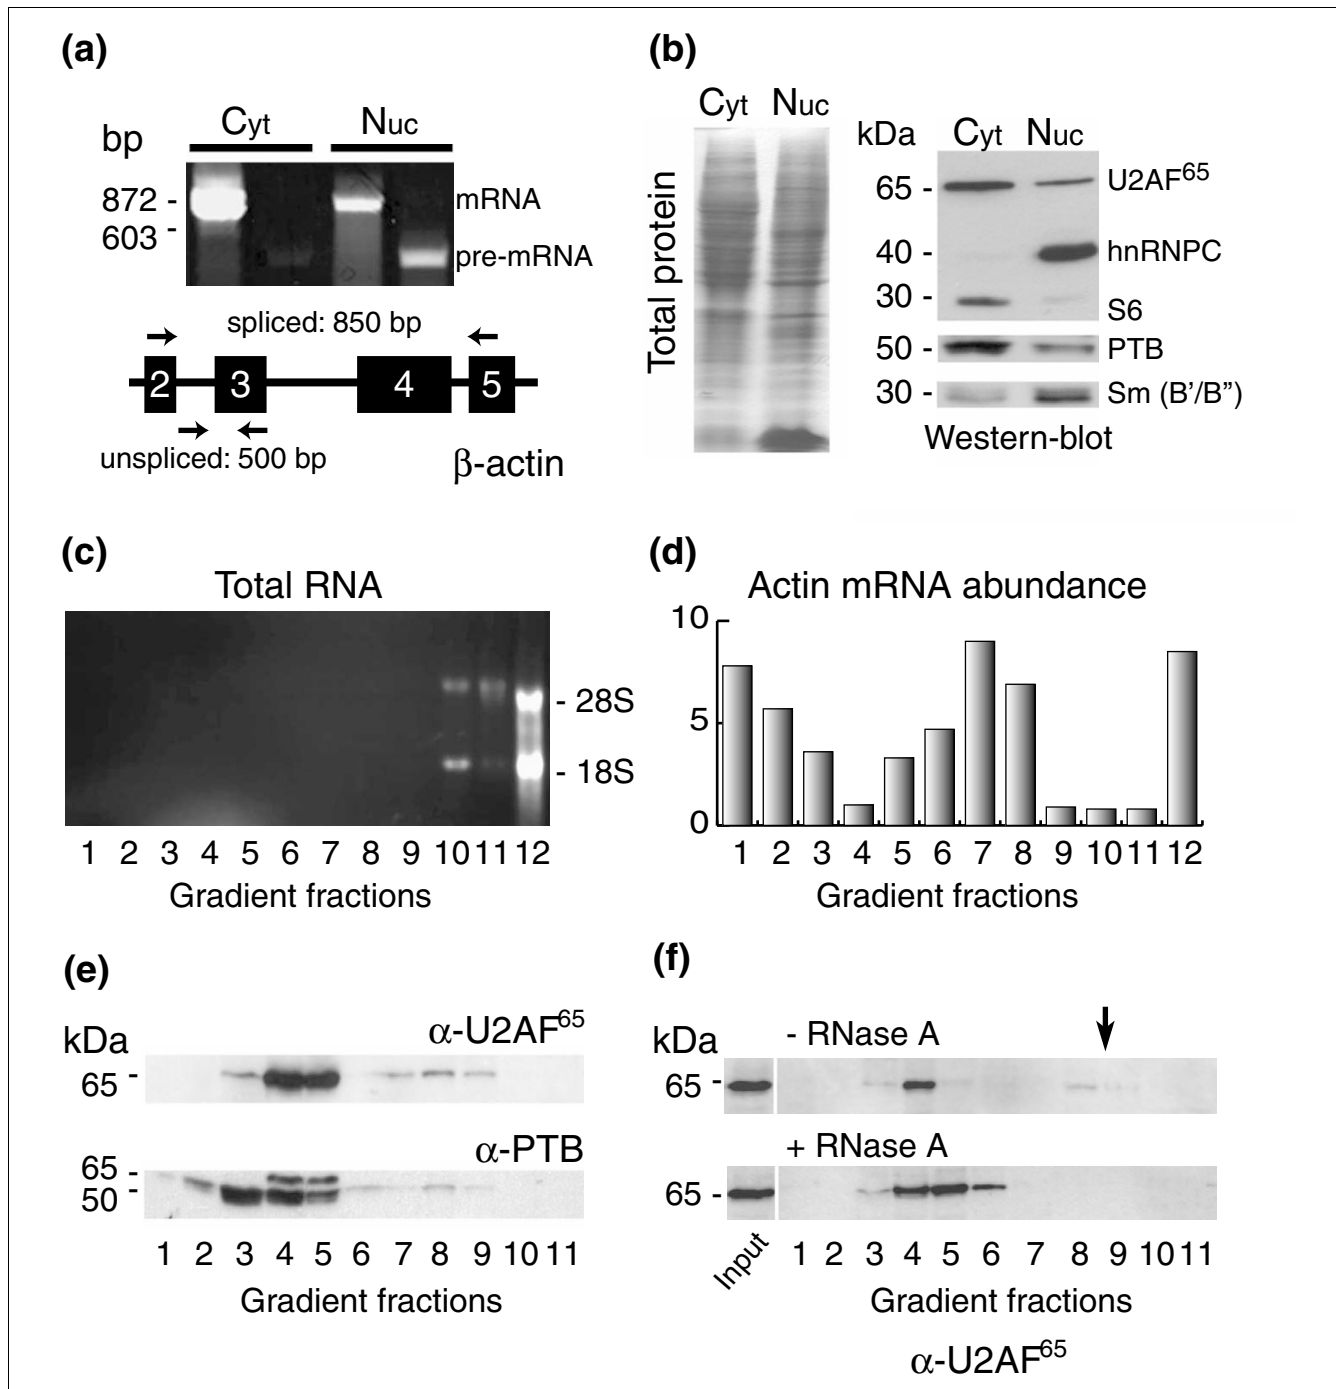 (a)
bp
Cyt Nuc
872 -
603 -
mRNA
pre-mRNA
spliced: 850 bp
2 3 4 5
unspliced: 500 bp
β-actin
(b)
Cyt Nuc
Total protein
kDa Cyt Nuc
65 - U2AF65
40 - hnRNPC
30 - S6
50 - PTB
30 - Sm (B’/B”)
Western-blot
(c)
Total RNA
- 28S
- 18S
1 2 3 4 5 6 7 8 9 10 11 12
Gradient fractions
(d)
Actin mRNA abundance
10
5
0
1 2 3 4 5 6 7 8 9 10 11 12
Gradient fractions
(e)
kDa
α-U2AF65
65 -
α-PTB
65 -
50 -
1 2 3 4 5 6 7 8 9 10 11
Gradient fractions
(f)
kDa
- RNase A
65 -
+ RNase A
65 -
Input 1 2 3 4 5 6 7 8 9 10 11
Gradient fractions
α-U2AF65